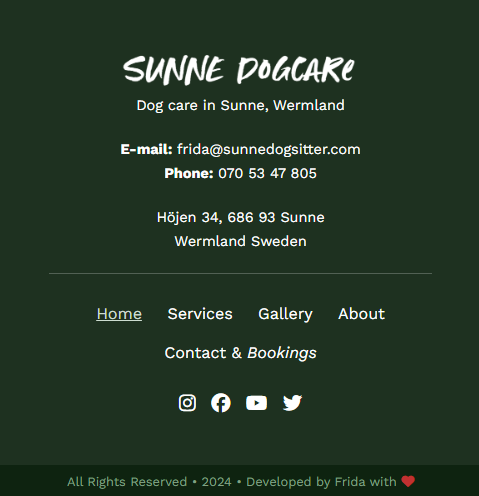 SUNNE DOGCARE
Dog care in Sunne, Wermland
E-mail: frida@sunnedogsitter.com
Phone: 070 53 47 805
Höjen 34, 686 93 Sunne
Wermland Sweden
Home Services Gallery About
Contact & Bookings
All Rights Reserved • 2024 • Developed by Frida with ❤